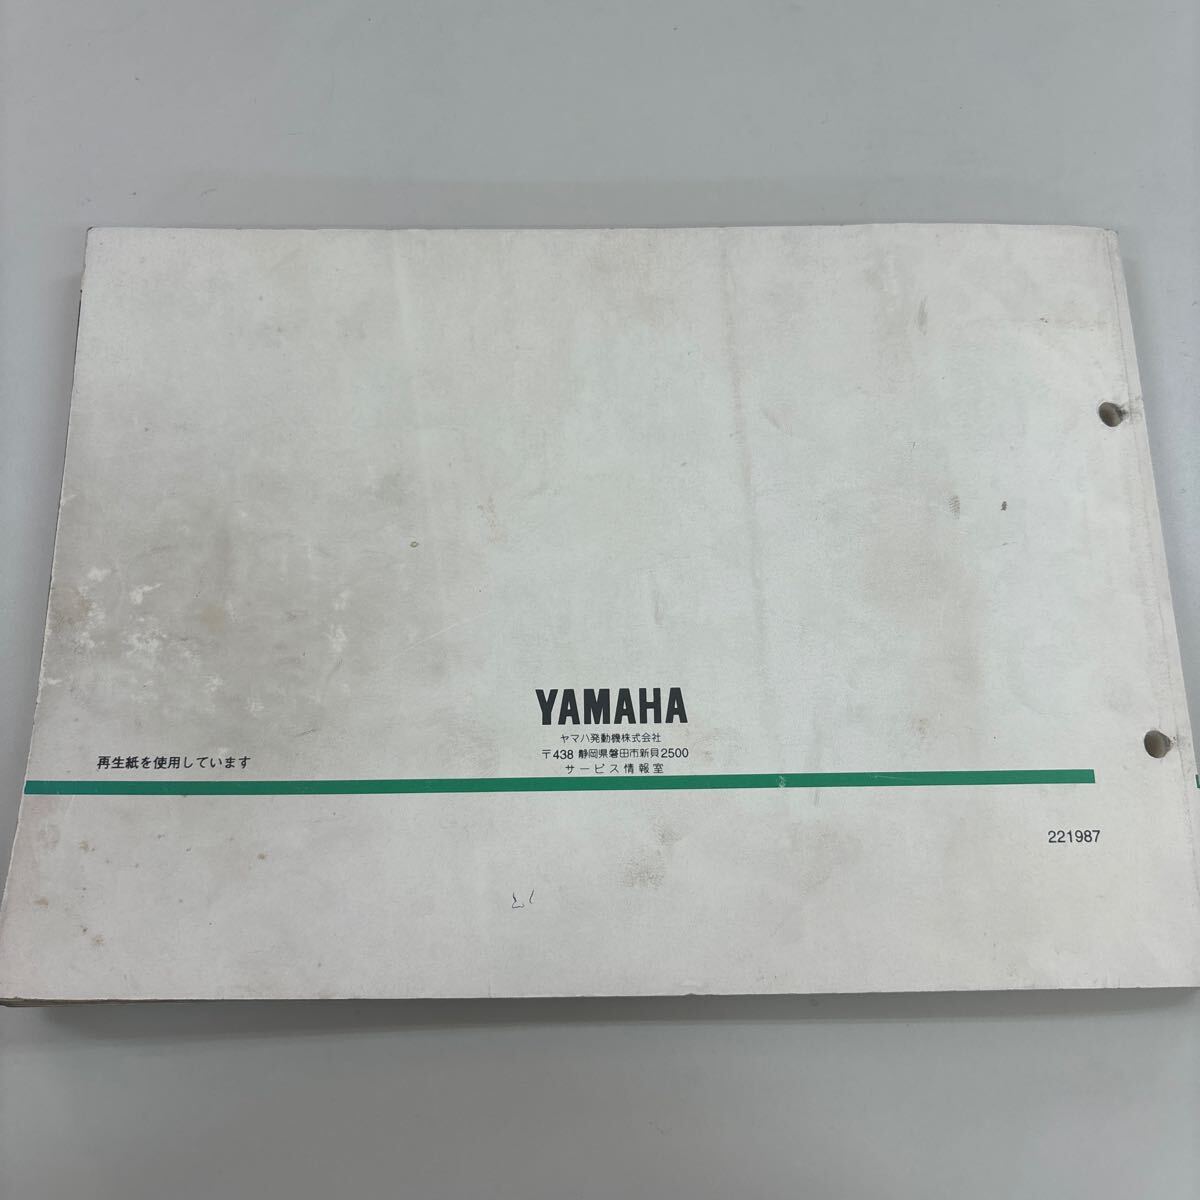 YAMAHA
ヤマハ発動機株式会社
〒438 静岡県磐田市新貝2500
サービス情報室
再生紙を使用しています
221987